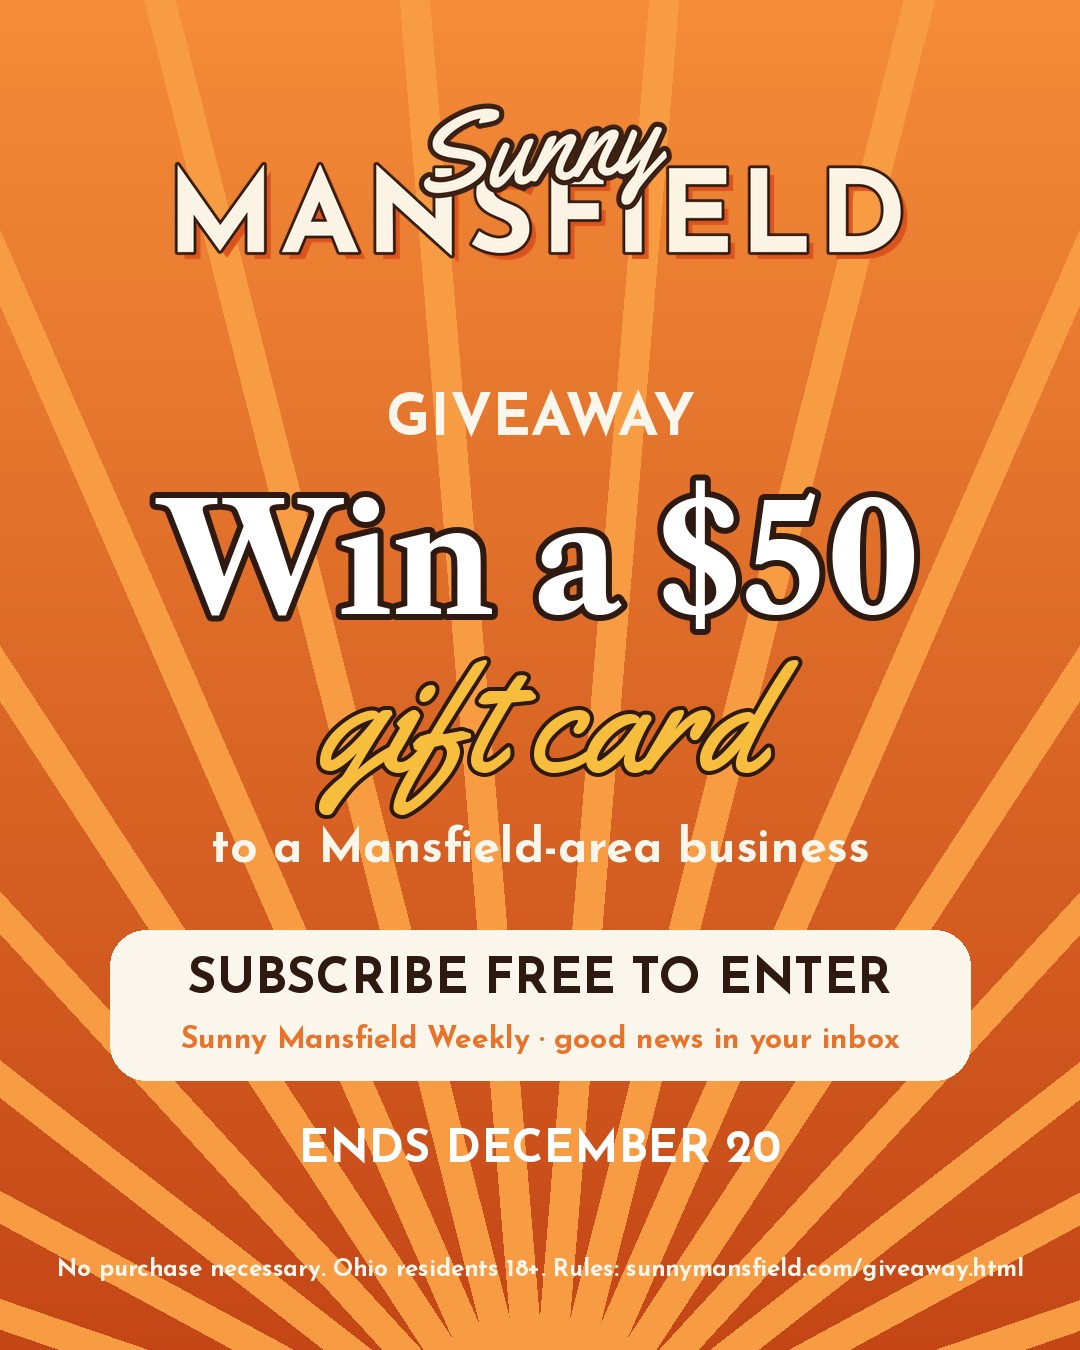 Sunny
MANSFIELD
GIVEAWAY
Win a $50
gift card
to a Mansfield-area business
SUBSCRIBE FREE TO ENTER
Sunny Mansfield Weekly · good news in your inbox
ENDS DECEMBER 20
No purchase necessary. Ohio residents 18+. Rules: sunnymansfield.com/giveaway.html